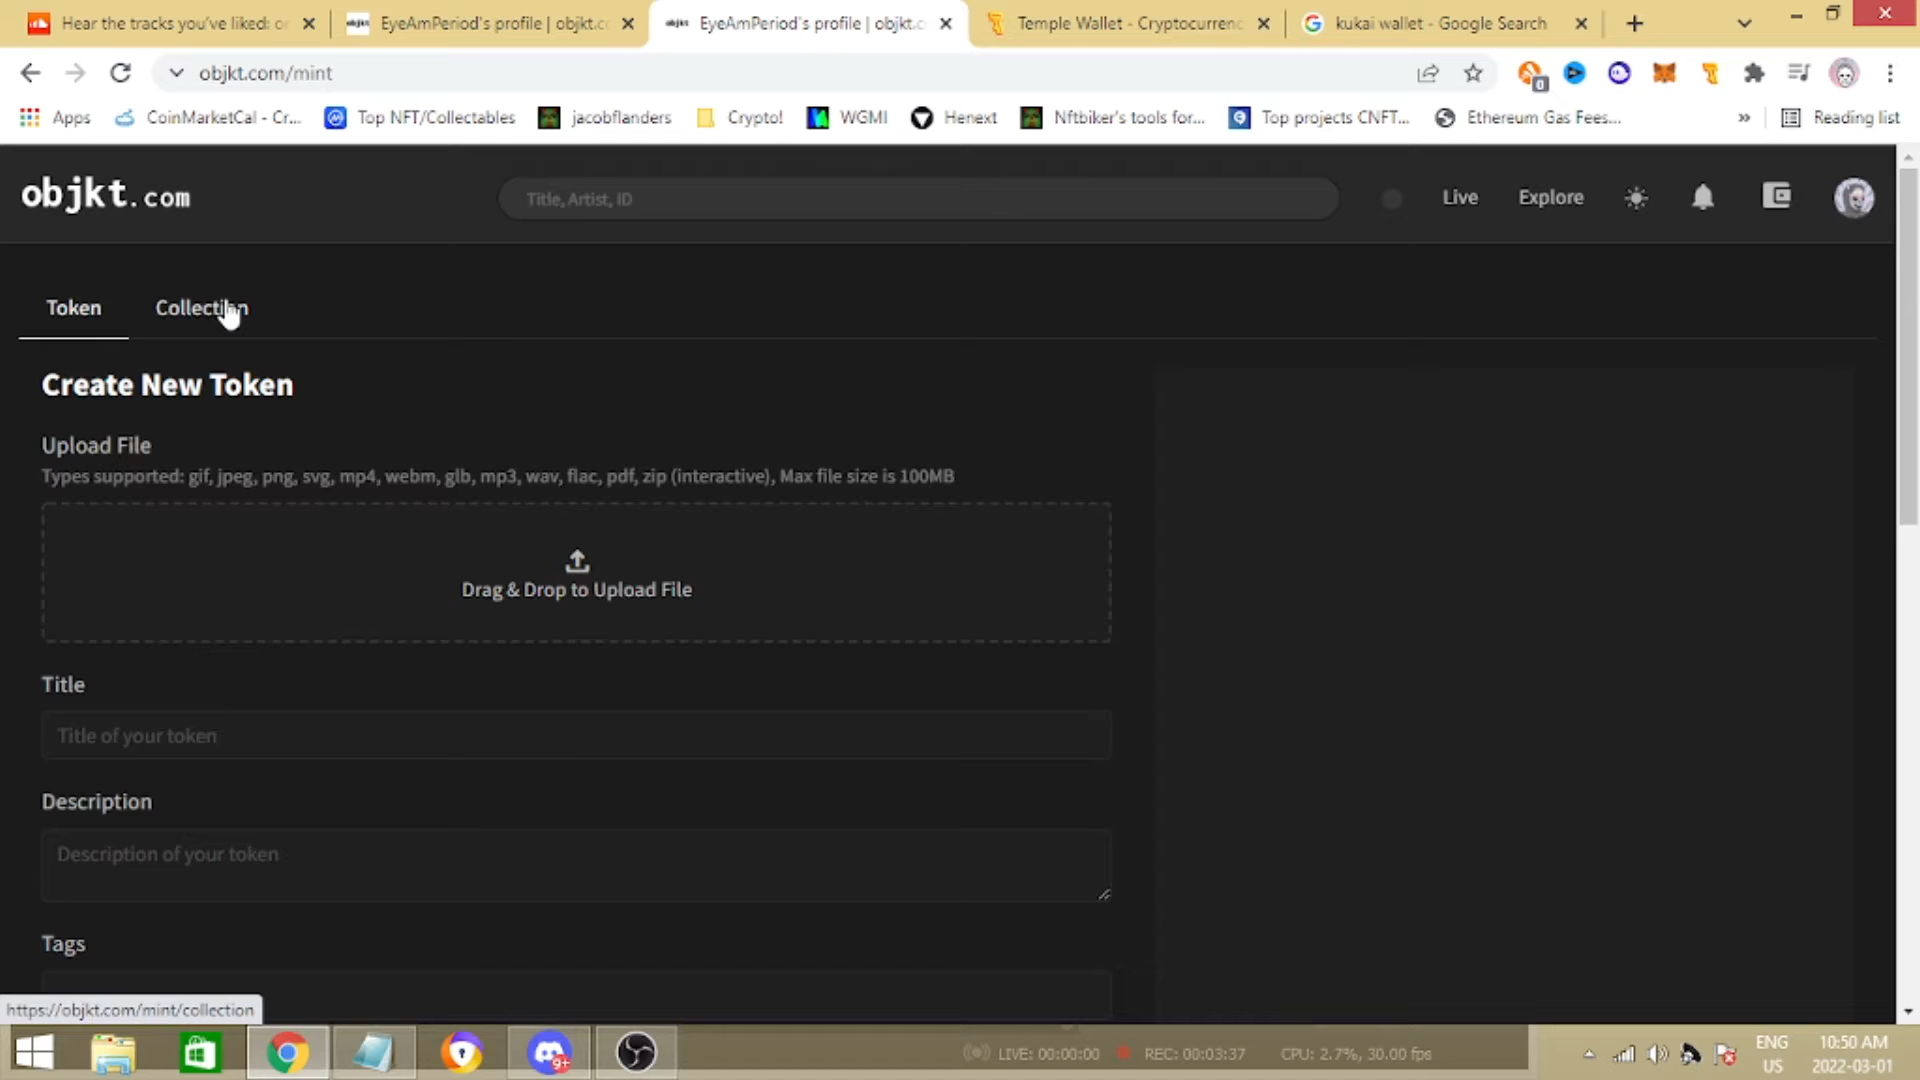 Hear the tracks you've liked: or
EyeAmPeriod's profile | objkt.co
EyeAmPeriod's profile | objkt.co
Temple Wallet - Cryptocurrenc
kukai wallet - Google Search
objkt.com/mint
0
Apps
CoinMarketCal - Cr...
Top NFT/Collectables
jacobflanders
Crypto!
WGMI
Henext
Nftbiker's tools for...
Top projects CNFT...
Ethereum Gas Fees...
»
Reading list
objkt.com
Title, Artist, ID
Live
Explore
Token
Collection
Create New Token
Upload File
Types supported: gif, jpeg, png, svg, mp4, webm, glb, mp3, wav, flac, pdf, zip (interactive), Max file size is 100MB
Drag & Drop to Upload File
Title
Title of your token
Description
Description of your token
Tags
https://objkt.com/mint/collection
9+
LIVE: 00:00:00
REC: 00:03:37
CPU: 2.7%, 30.00 fps
ENG
US
10:50 AM
2022-03-01